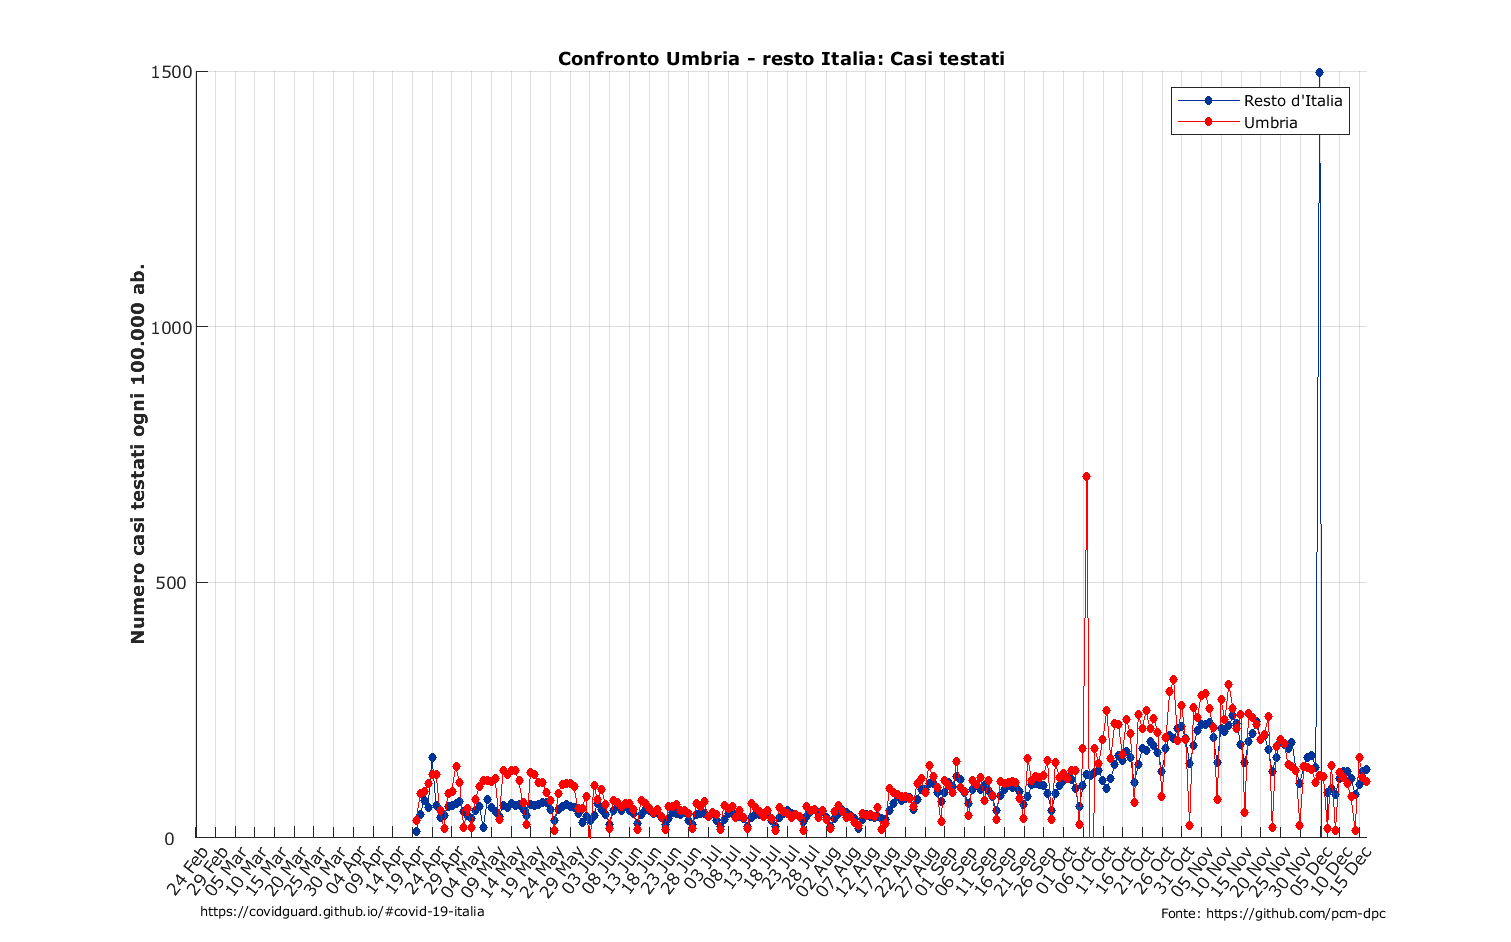 Confronto Umbria - resto Italia: Casi testati
1500
1000
500
0
Numero casi testati ogni 100.000 ab.
Resto d'Italia
Umbria
24 Feb
29 Feb
05 Mar
10 Mar
15 Mar
20 Mar
25 Mar
30 Mar
04 Apr
09 Apr
14 Apr
19 Apr
24 Apr
29 Apr
04 May
09 May
14 May
19 May
24 May
29 May
03 Jun
08 Jun
13 Jun
18 Jun
23 Jun
28 Jun
03 Jul
08 Jul
13 Jul
18 Jul
23 Jul
28 Jul
02 Aug
07 Aug
12 Aug
17 Aug
22 Aug
27 Aug
01 Sep
06 Sep
11 Sep
16 Sep
21 Sep
26 Sep
01 Oct
06 Oct
11 Oct
16 Oct
21 Oct
26 Oct
31 Oct
05 Nov
10 Nov
15 Nov
20 Nov
25 Nov
30 Nov
05 Dec
10 Dec
15 Dec
https://covidguard.github.io/#covid-19-italia
Fonte: https://github.com/pcm-dpc